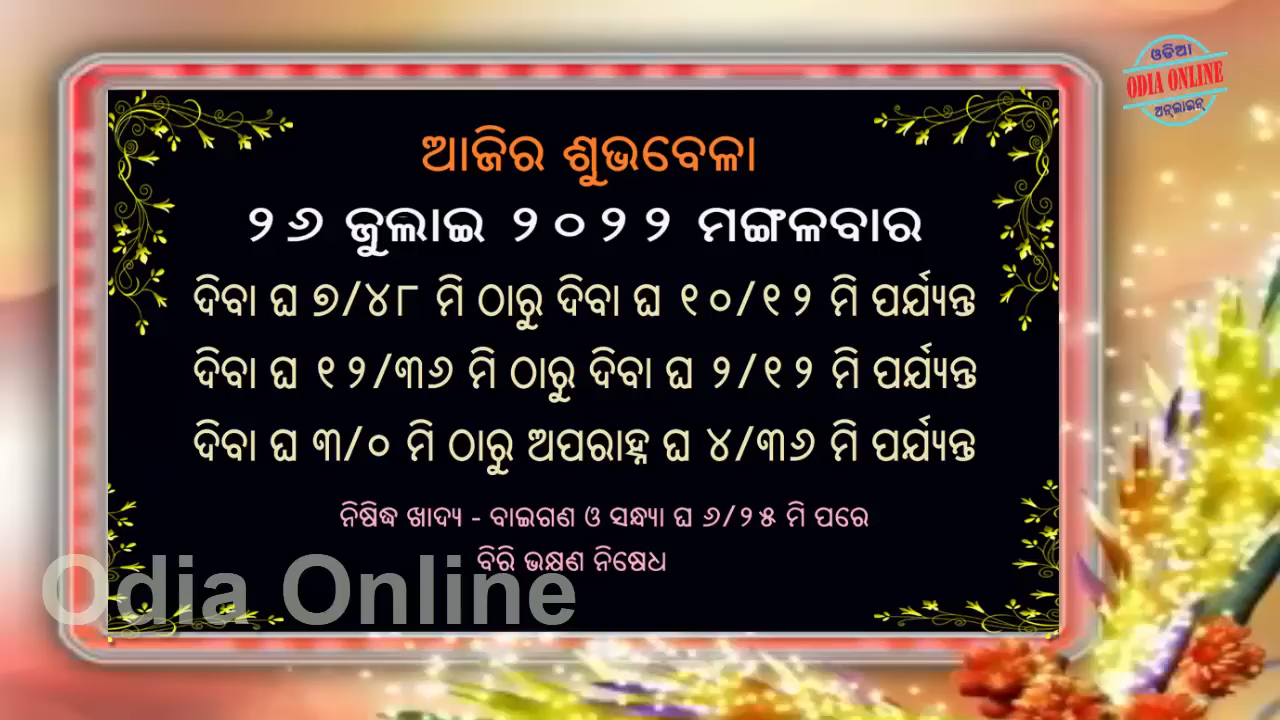 ଓଡିଆ
ODIA ONLINE
ଅନ୍‌ଲାଇନ୍
ଆଜିର ଶୁଭବେଳା
୨୬ ଜୁଲାଇ ୨୦୨୨ ମଙ୍ଗଳବାର
ଦିବା ଘ ୭/୪୮ ମି ଠାରୁ ଦିବା ଘ ୧୦/୧୨ ମି ପର୍ଯ୍ୟନ୍ତ
ଦିବା ଘ ୧୨/୩୬ ମି ଠାରୁ ଦିବା ଘ ୨/୧୨ ମି ପର୍ଯ୍ୟନ୍ତ
ଦିବା ଘ ୩/୦ ମି ଠାରୁ ଅପରାହ୍ନ ଘ ୪/୩୬ ମି ପର୍ଯ୍ୟନ୍ତ
ନିଷିଦ୍ଧ ଖାଦ୍ୟ - ବାଇଗଣ ଓ ସନ୍ଧ୍ୟା ଘ ୬/୨୫ ମି ପରେ
ବିରି ଭକ୍ଷଣ ନିଷେଧ
Odia Online